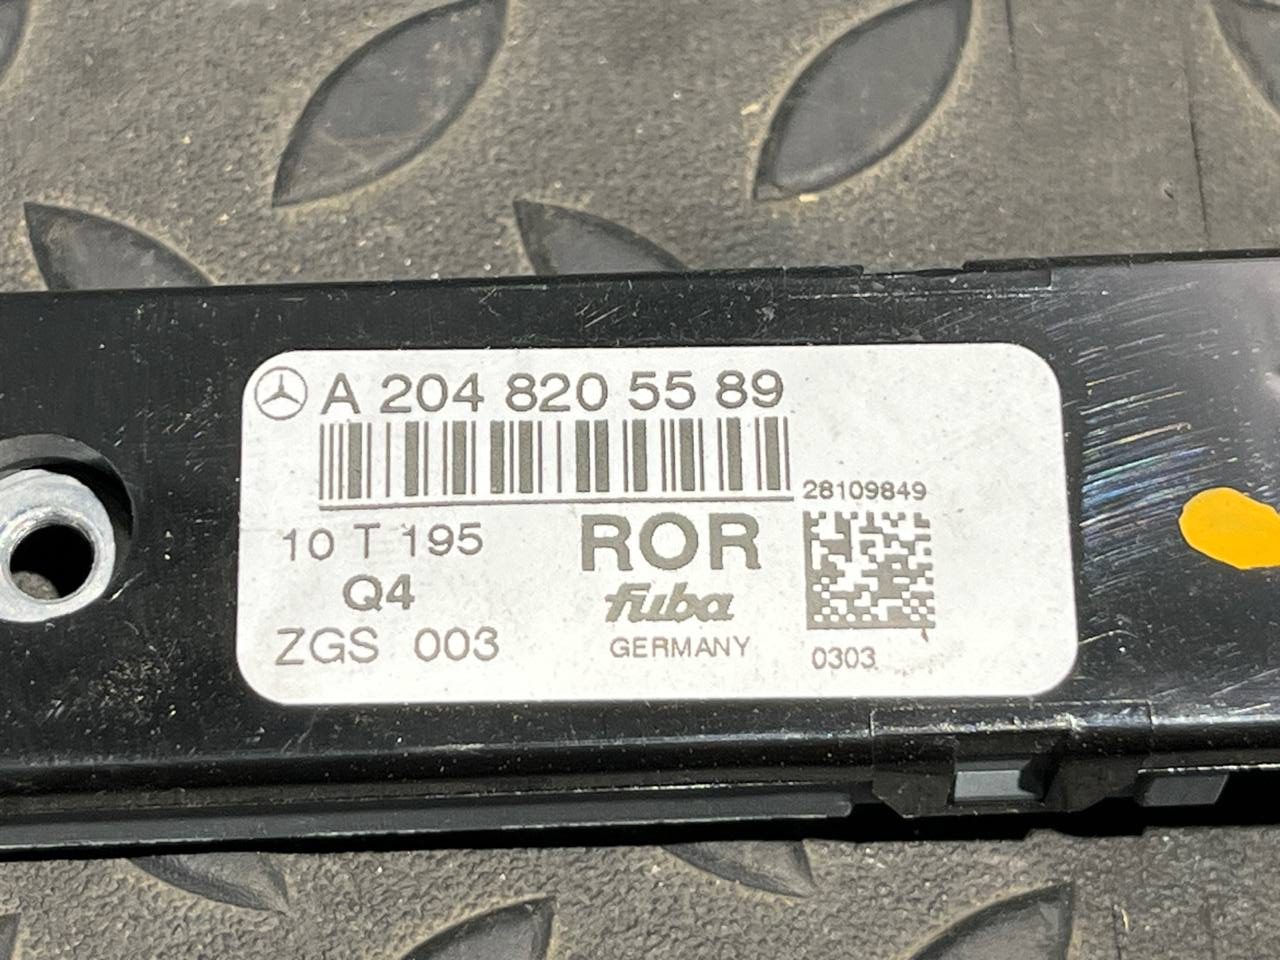 A 204 820 55 89
28109849
10 T 195
ROR
Q4
fuba
ZGS 003
GERMANY
0303